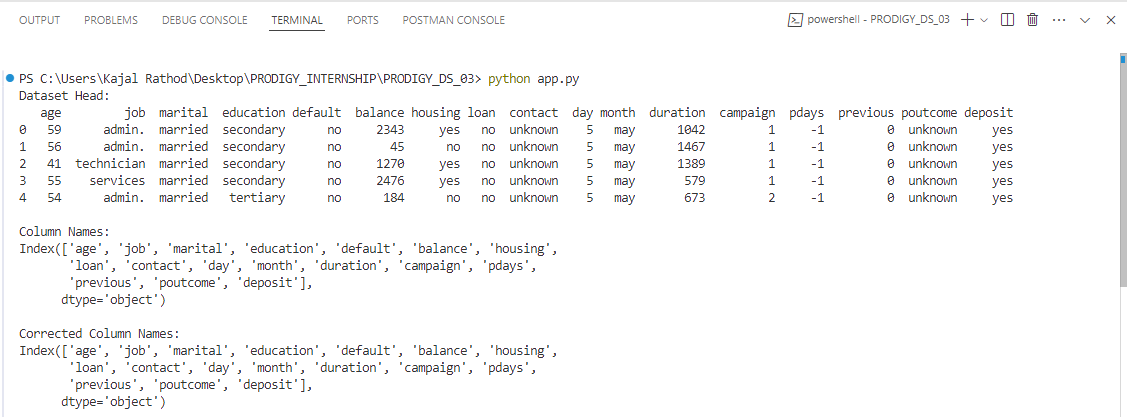 OUTPUT PROBLEMS DEBUG CONSOLE TERMINAL PORTS POSTMAN CONSOLE powershell - PRODIGY_DS_03
PS C:\Users\Kajal Rathod\Desktop\PRODIGY_INTERNSHIP\PRODIGY_DS_03> python app.py
Dataset Head:
   age         job  marital  education default  balance housing loan  contact  day month  duration  campaign  pdays  previous poutcome deposit
0   59      admin.  married  secondary      no     2343     yes   no  unknown    5   may      1042         1     -1         0  unknown     yes
1   56      admin.  married  secondary      no       45      no   no  unknown    5   may      1467         1     -1         0  unknown     yes
2   41  technician  married  secondary      no     1270     yes   no  unknown    5   may      1389         1     -1         0  unknown     yes
3   55    services  married  secondary      no     2476     yes   no  unknown    5   may       579         1     -1         0  unknown     yes
4   54      admin.  married   tertiary      no      184      no   no  unknown    5   may       673         2     -1         0  unknown     yes
Column Names:
Index(['age', 'job', 'marital', 'education', 'default', 'balance', 'housing',
       'loan', 'contact', 'day', 'month', 'duration', 'campaign', 'pdays',
       'previous', 'poutcome', 'deposit'],
      dtype='object')
Corrected Column Names:
Index(['age', 'job', 'marital', 'education', 'default', 'balance', 'housing',
       'loan', 'contact', 'day', 'month', 'duration', 'campaign', 'pdays',
       'previous', 'poutcome', 'deposit'],
      dtype='object')